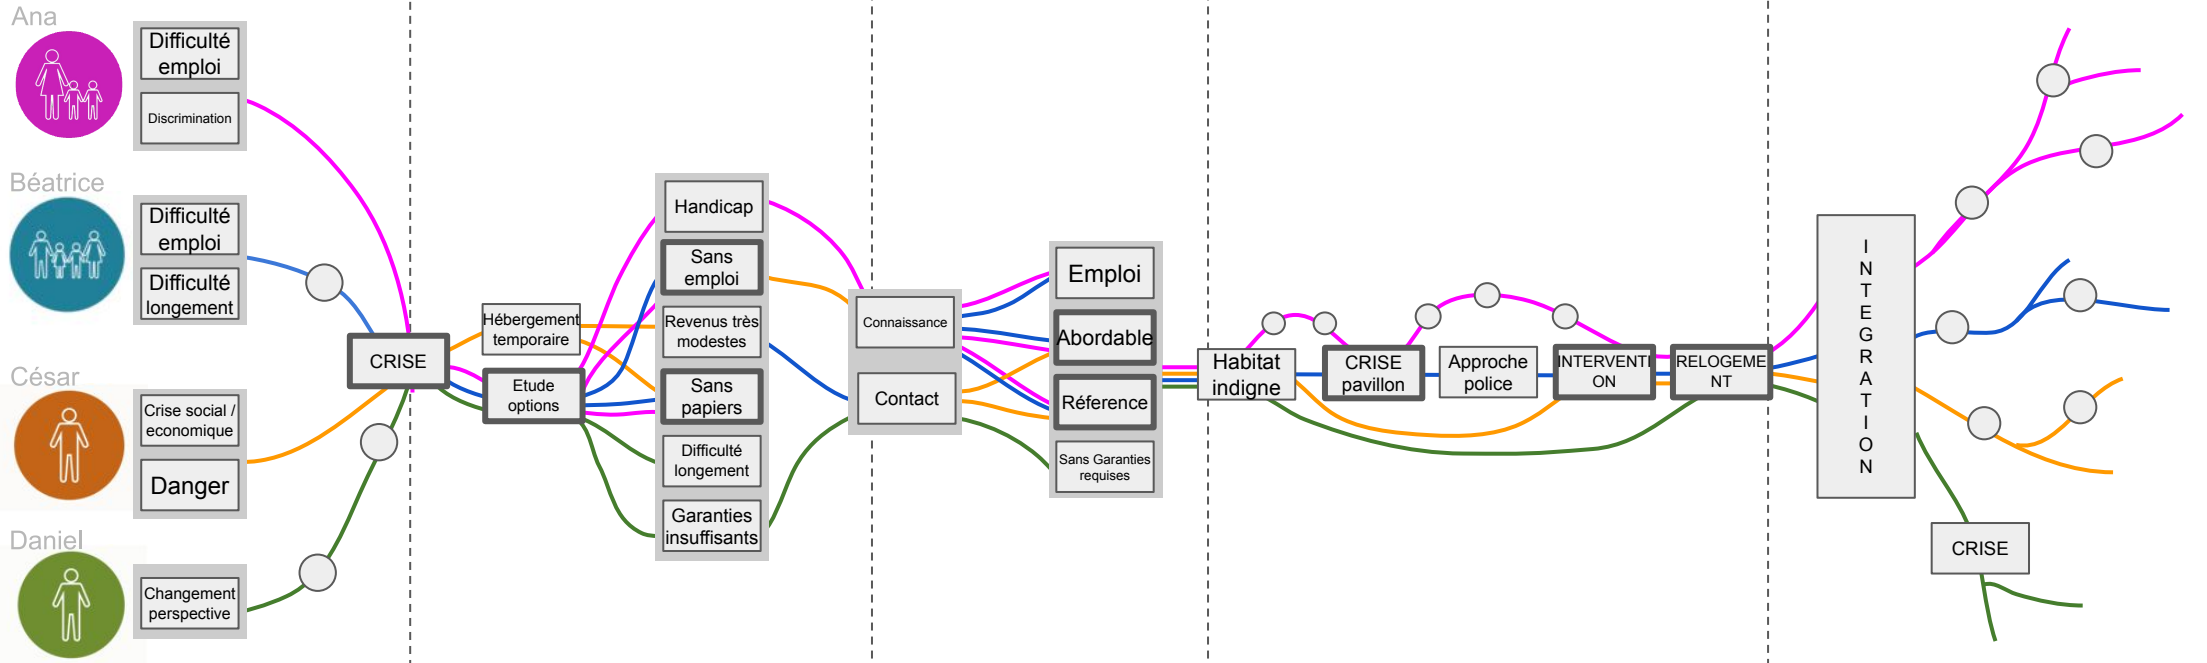 Ana
Difficulté
emploi
Discrimination
Béatrice
Difficulté
emploi
Difficulté
longement
César
Crise social /
economique
Danger
Daniel
Changement
perspective
CRISE
Hébergement
temporaire
Etude
options
Handicap
Sans
emploi
Revenus très
modestes
Sans
papiers
Difficulté
longement
Garanties
insuffisants
Connaissance
Contact
Emploi
Abordable
Réference
Sans Garanties
requises
Habitat
indigne
CRISE
pavillon
Approche
police
INTERVENTI
ON
RELOGEME
NT
I
N
T
E
G
R
A
T
I
O
N
CRISE